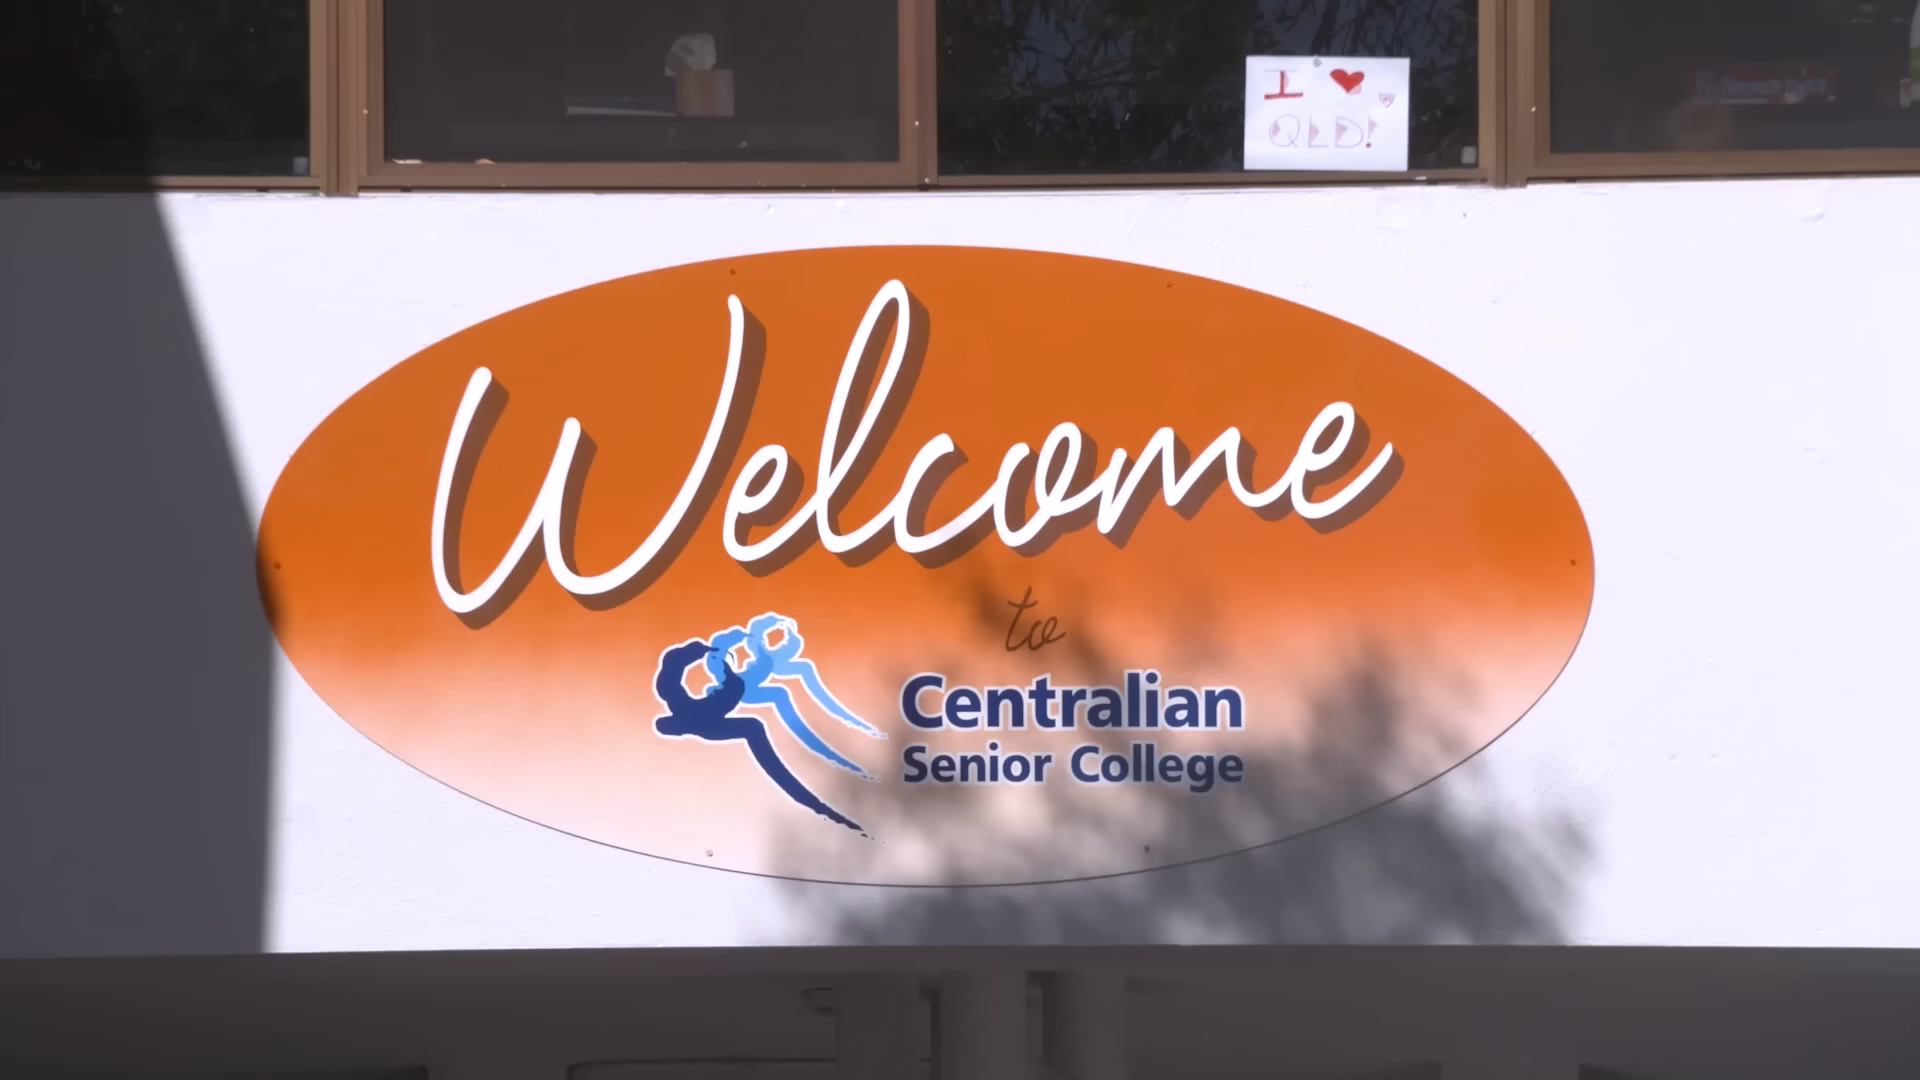 I ❤
QLD!
Welcome
to
Centralian
Senior College